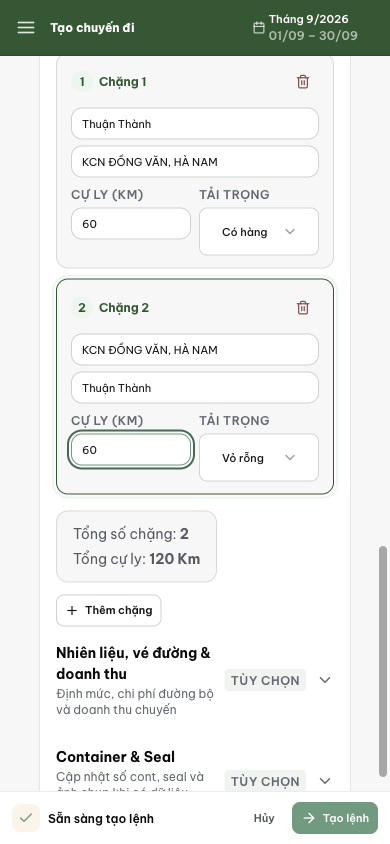 Tạo chuyến đi
Tháng 9/2026
01/09 – 30/09
1 Chặng 1
Thuận Thành
KCN ĐỒNG VĂN, HÀ NAM
CỰ LY (KM) TẢI TRỌNG
60 Có hàng
2 Chặng 2
KCN ĐỒNG VĂN, HÀ NAM
Thuận Thành
CỰ LY (KM) TẢI TRỌNG
60 Vỏ rỗng
Tổng số chặng: 2
Tổng cự ly: 120 Km
Thêm chặng
Nhiên liệu, vé đường &
doanh thu
TÙY CHỌN
Định mức, chi phí đường bộ
và doanh thu chuyến
Container & Seal
TÙY CHỌN
Cập nhật số cont, seal và
Sẵn sàng tạo lệnh
Hủy
Tạo lệnh